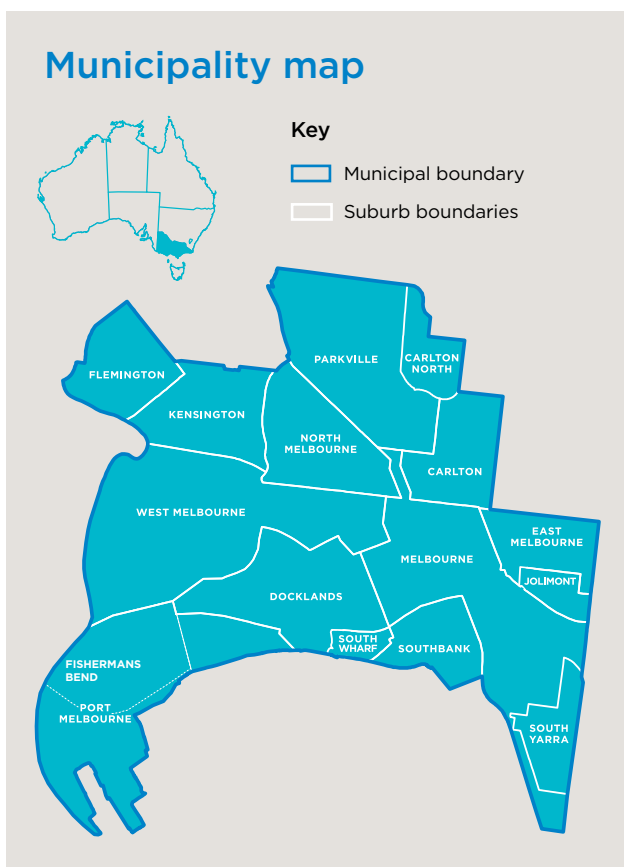 Municipality map
Key
Municipal boundary
Suburb boundaries
PARKVILLE
CARLTON
NORTH
FLEMINGTON
KENSINGTON
NORTH
MELBOURNE
CARLTON
WEST MELBOURNE
EAST
MELBOURNE
MELBOURNE
JOLIMONT
DOCKLANDS
SOUTH
WHARF
SOUTHBANK
FISHERMANS
BEND
PORT
MELBOURNE
SOUTH
YARRA